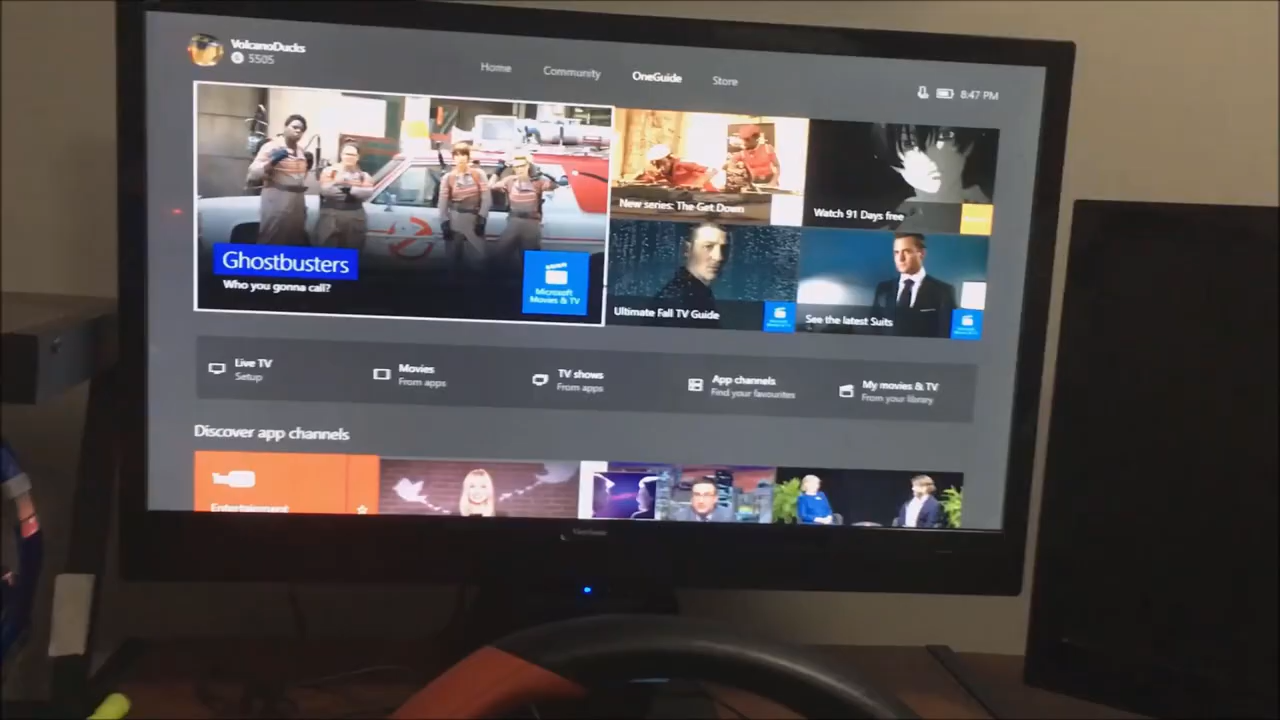 VolcanoDucks
G 5505
Home
Community
OneGuide
Store
8:47 PM
Ghostbusters
Who you gonna call?
Microsoft
Movies & TV
New series: The Get Down
Watch 91 Days free
Ultimate Fall TV Guide
See the latest Suits
Live TV
Setup
Movies
From apps
TV shows
From apps
App channels
Find your favourites
My movies & TV
From your library
Discover app channels
YouTube
Entertainment
ViewSonic